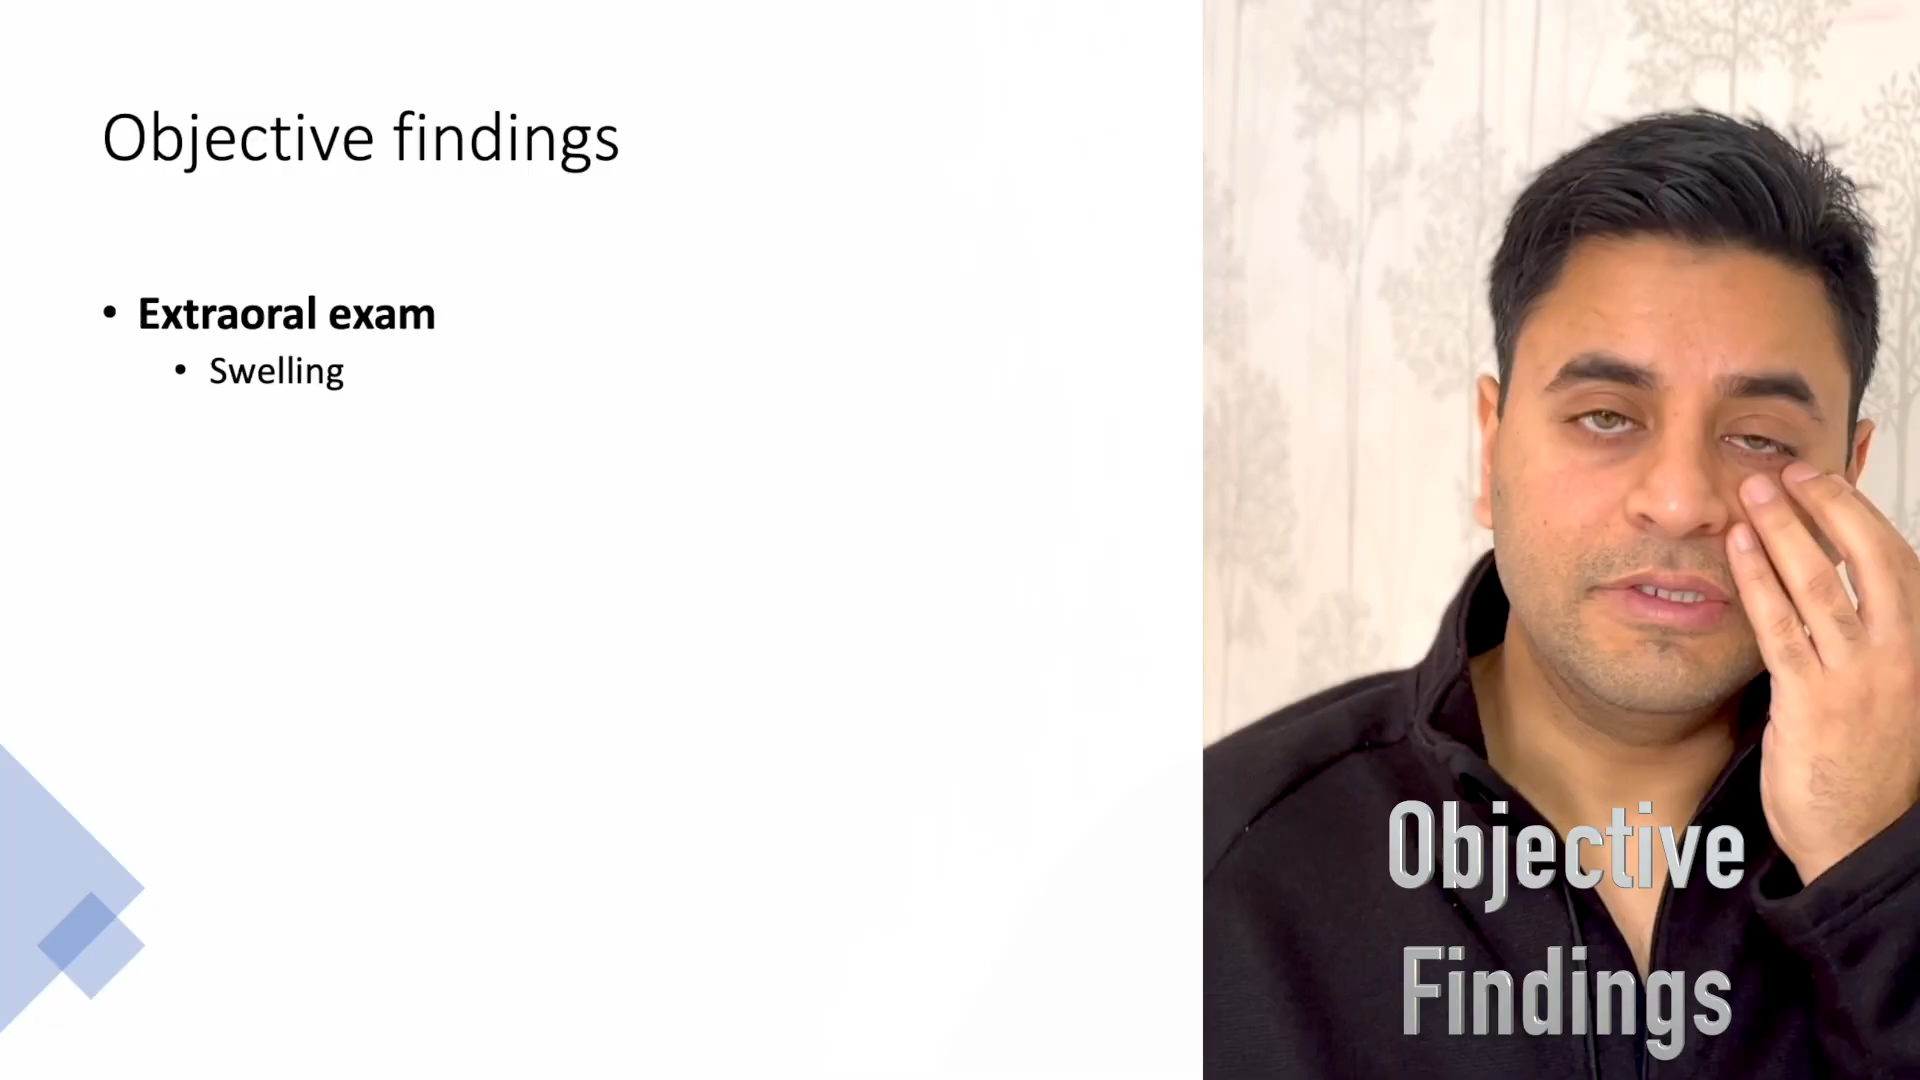 Objective findings
• Extraoral exam
• Swelling
Objective
Findings